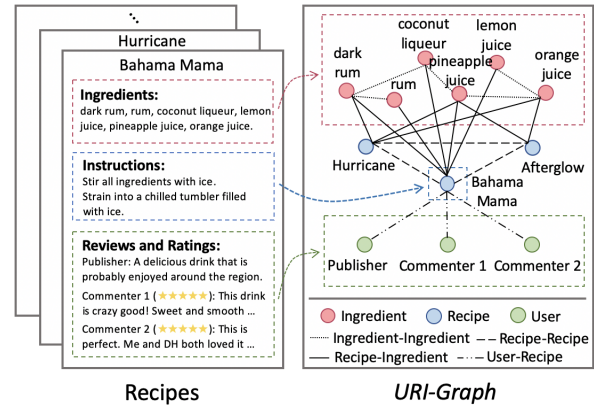 Hurricane
Bahama Mama
Ingredients:
dark rum, rum, coconut liqueur, lemon
juice, pineapple juice, orange juice.
Instructions:
Stir all ingredients with ice.
Strain into a chilled tumbler filled
with ice.
Reviews and Ratings:
Publisher: A delicious drink that is
probably enjoyed around the region.
Commenter 1 (★★★★★): This drink
is crazy good! Sweet and smooth ...
Commenter 2 (★★★★★): This is
perfect. Me and DH both loved it ...
Recipes
dark
rum
rum
coconut
liqueur
pineapple
juice
lemon
juice
orange
juice
Hurricane
Afterglow
Bahama
Mama
Publisher
Commenter 1
Commenter 2
Ingredient
Recipe
User
Ingredient-Ingredient
Recipe-Recipe
Recipe-Ingredient
User-Recipe
URI-Graph